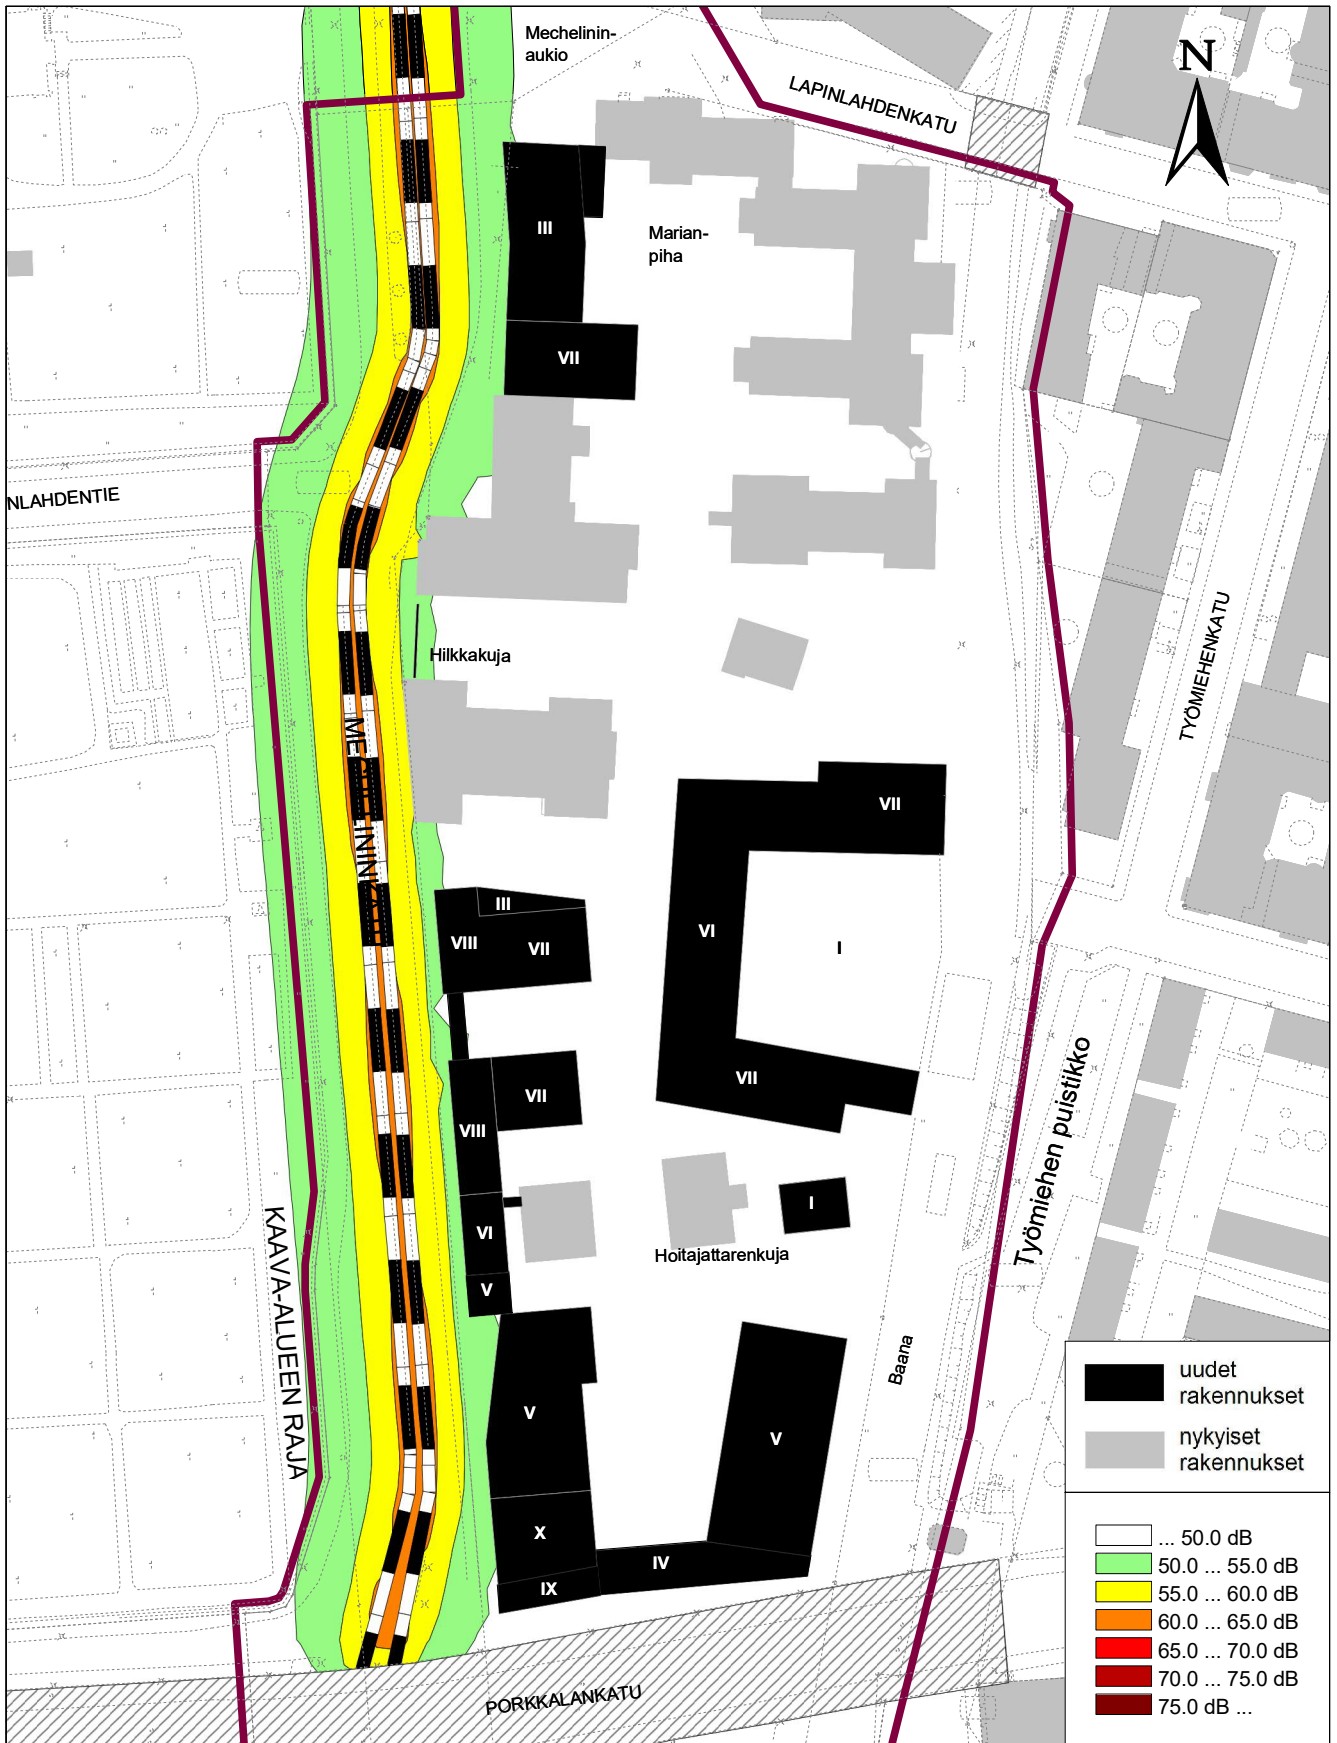 Mechelinin-
aukio
N
LAPINLAHDENKATU
III
Marian-
piha
VII
NLAHDENTIE
TYÖMIEHENKATU
Hilkkakuja
MECHELININKATU
VII
III
VIII
VII
VI
I
VII
VIII
VII
Työmiehen puistikko
I
VI
Hoitajattarenkuja
V
KAAVA-ALUEEN RAJA
Baana
V
V
X
IV
IX
PORKKALANKATU
uudet
rakennukset
nykyiset
rakennukset
... 50.0 dB
50.0 ... 55.0 dB
55.0 ... 60.0 dB
60.0 ... 65.0 dB
65.0 ... 70.0 dB
70.0 ... 75.0 dB
75.0 dB ...